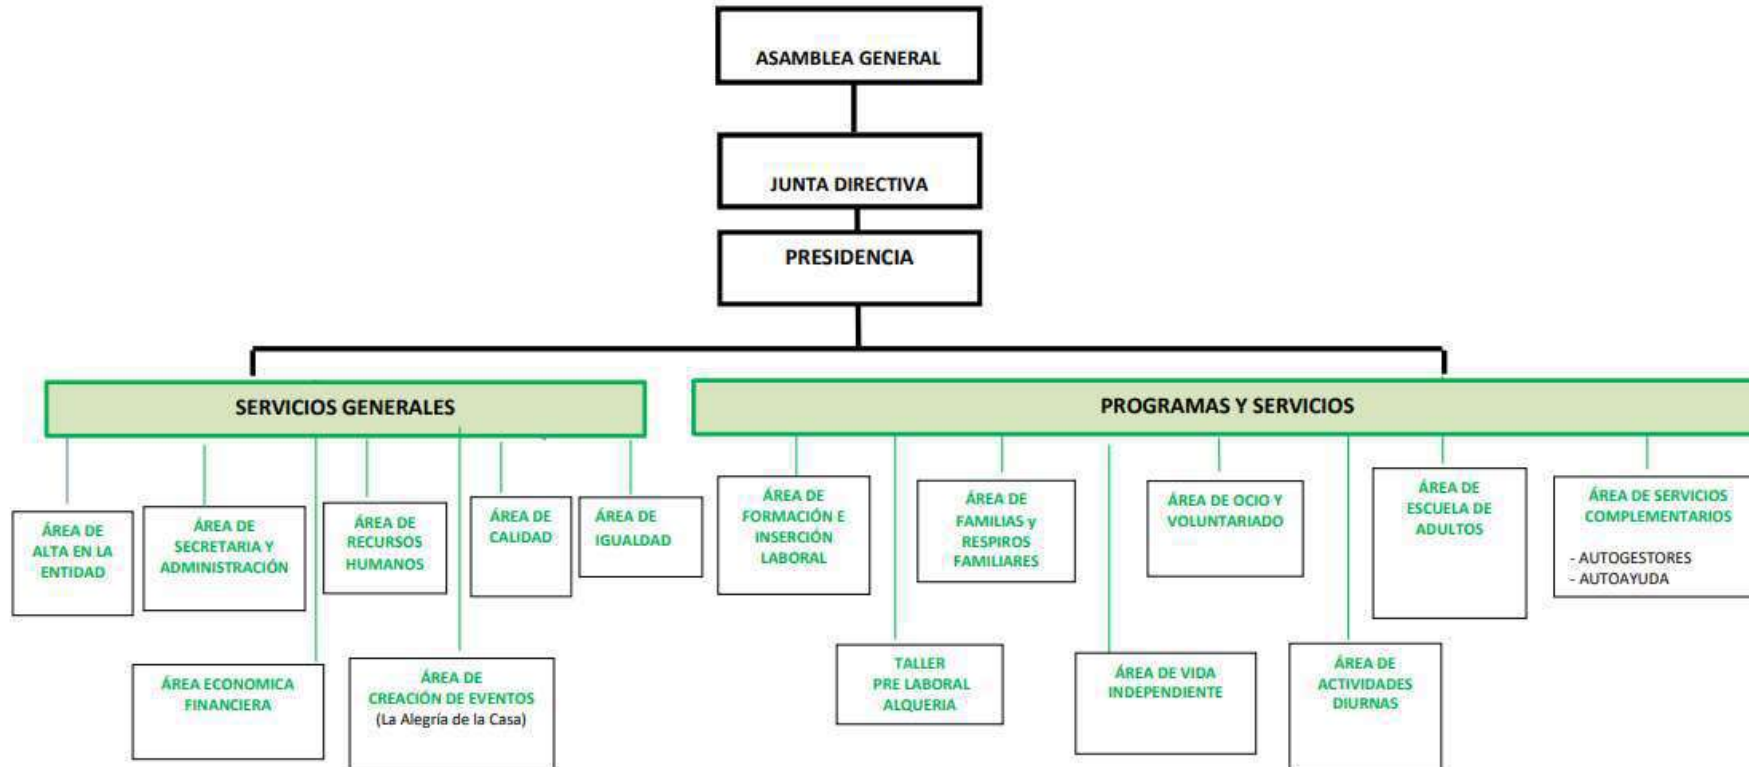 ASAMBLEA GENERAL
JUNTA DIRECTIVA
PRESIDENCIA
SERVICIOS GENERALES
PROGRAMAS Y SERVICIOS
ÁREA DE
ALTA EN LA
ENTIDAD
ÁREA DE
SECRETARIA Y
ADMINISTRACIÓN
ÁREA DE
RECURSOS
HUMANOS
ÁREA DE
CALIDAD
ÁREA DE
IGUALDAD
ÁREA DE
FORMACIÓN E
INSERCIÓN
LABORAL
ÁREA DE
FAMILIAS y
RESPIROS
FAMILIARES
ÁREA DE OCIO Y
VOLUNTARIADO
ÁREA DE
ESCUELA DE
ADULTOS
ÁREA DE SERVICIOS
COMPLEMENTARIOS
- AUTOGESTORES
- AUTOAYUDA
ÁREA ECONOMICA
FINANCIERA
ÁREA DE
CREACIÓN DE EVENTOS
(La Alegría de la Casa)
TALLER
PRE LABORAL
ALQUERIA
ÁREA DE VIDA
INDEPENDIENTE
ÁREA DE
ACTIVIDADES
DIURNAS